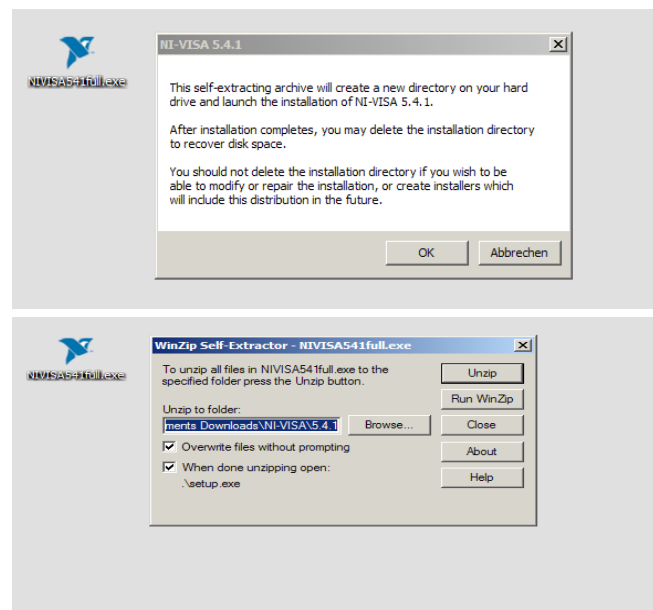 NI-VISA 5.4.1
NIVISA541full.exe
This self-extracting archive will create a new directory on your hard
drive and launch the installation of NI-VISA 5.4.1.
After installation completes, you may delete the installation directory
to recover disk space.
You should not delete the installation directory if you wish to be
able to modify or repair the installation, or create installers which
will include this distribution in the future.
OK
Abbrechen
WinZip Self-Extractor - NIVISA541full.exe
NIVISA541full.exe
To unzip all files in NIVISA541full.exe to the
specified folder press the Unzip button.
Unzip to folder:
ments Downloads\NI-VISA\5.4.1
Browse...
Overwrite files without prompting
When done unzipping open:
.\setup.exe
Unzip
Run WinZip
Close
About
Help